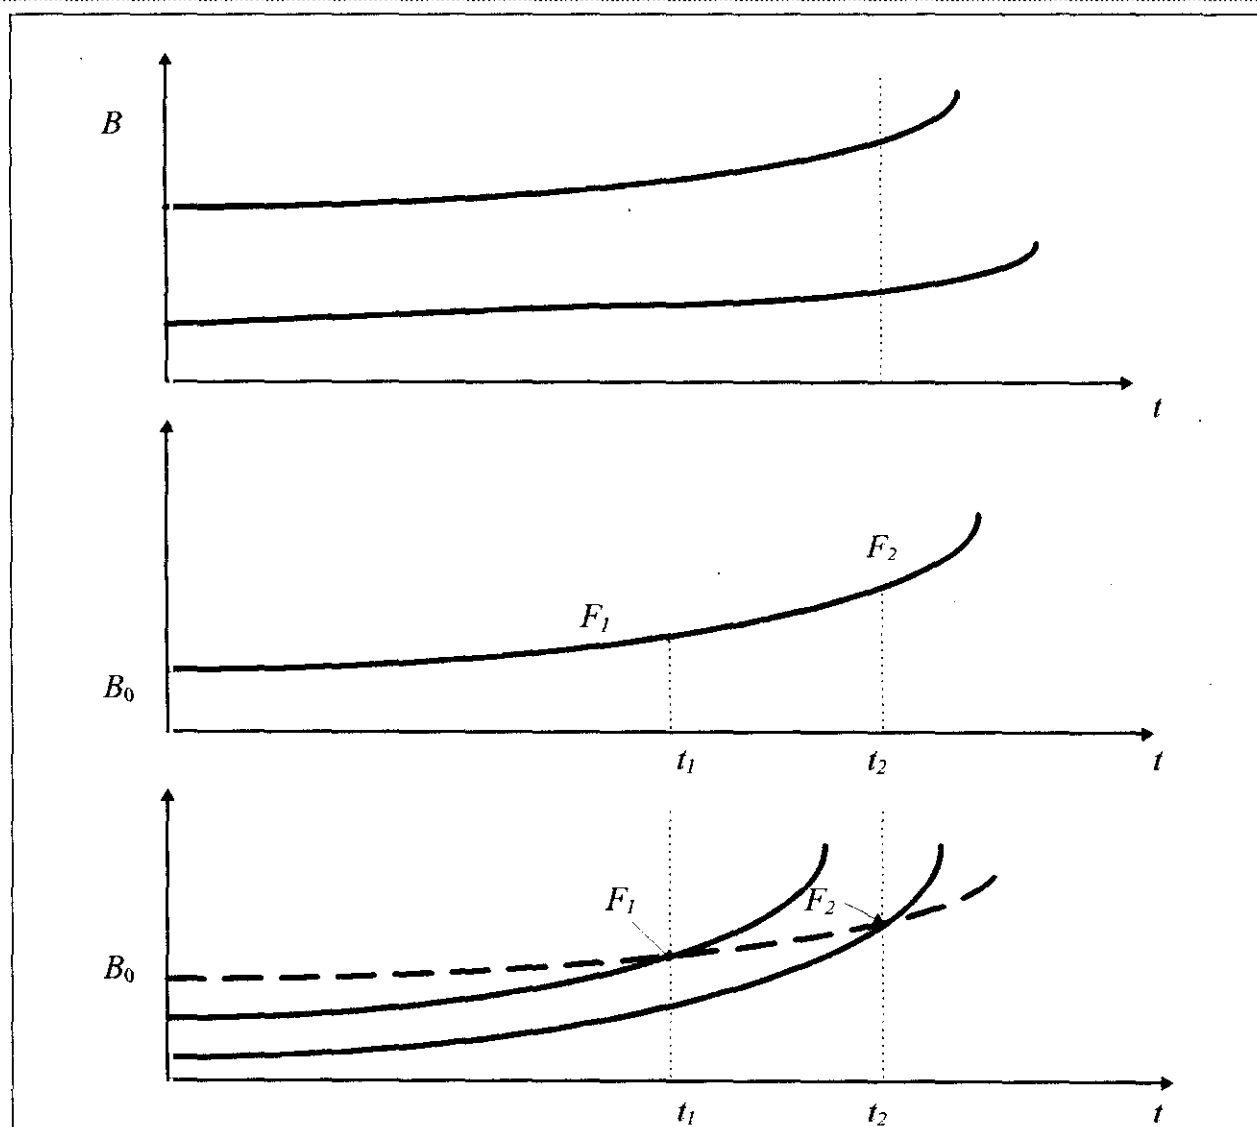 B
t
F₂
F₁
B₀
t₁ t₂ t
F₁ F₂
B₀
t₁ t₂ t